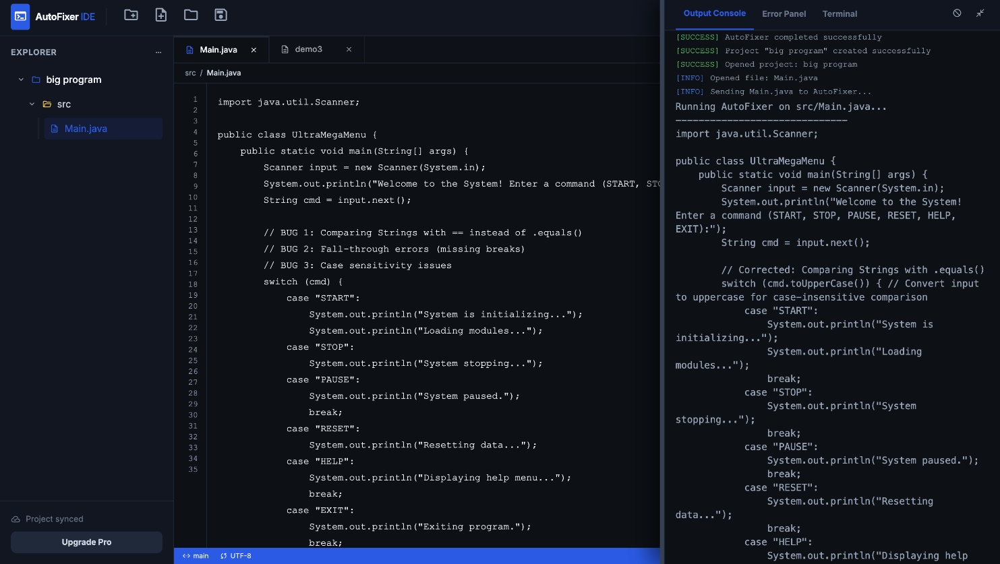 AutoFixer IDE
EXPLORER
...
big program
src
Main.java
Project synced
Upgrade Pro
Main.java ×
demo3 ×
src / Main.java
1
2
3
4
5
6
7
8
9
10
11
12
13
14
15
16
17
18
19
20
21
22
23
24
25
26
27
28
29
30
31
32
33
34
35
import java.util.Scanner;
public class UltraMegaMenu {
public static void main(String[] args) {
Scanner input = new Scanner(System.in);
System.out.println("Welcome to the System! Enter a command (START, STO
String cmd = input.next();
// BUG 1: Comparing Strings with == instead of .equals()
// BUG 2: Fall-through errors (missing breaks)
// BUG 3: Case sensitivity issues
switch (cmd) {
case "START":
System.out.println("System is initializing...");
System.out.println("Loading modules...");
case "STOP":
System.out.println("System stopping...");
case "PAUSE":
System.out.println("System paused.");
break;
case "RESET":
System.out.println("Resetting data...");
case "HELP":
System.out.println("Displaying help menu...");
break;
case "EXIT":
System.out.println("Exiting program.");
break;
main UTF-8
Output Console Error Panel Terminal
[SUCCESS] AutoFixer completed successfully
[SUCCESS] Project "big program" created successfully
[SUCCESS] Opened project: big program
[INFO] Opened file: Main.java
[INFO] Sending Main.java to AutoFixer...
Running AutoFixer on src/Main.java...
------------------------------
import java.util.Scanner;
public class UltraMegaMenu {
public static void main(String[] args) {
Scanner input = new Scanner(System.in);
System.out.println("Welcome to the System!
Enter a command (START, STOP, PAUSE, RESET, HELP,
EXIT):");
String cmd = input.next();
// Corrected: Comparing Strings with .equals()
switch (cmd.toUpperCase()) { // Convert input
to uppercase for case-insensitive comparison
case "START":
System.out.println("System is
initializing...");
System.out.println("Loading
modules...");
break;
case "STOP":
System.out.println("System
stopping...");
break;
case "PAUSE":
System.out.println("System paused.");
break;
case "RESET":
System.out.println("Resetting
data...");
break;
case "HELP":
System.out.println("Displaying help